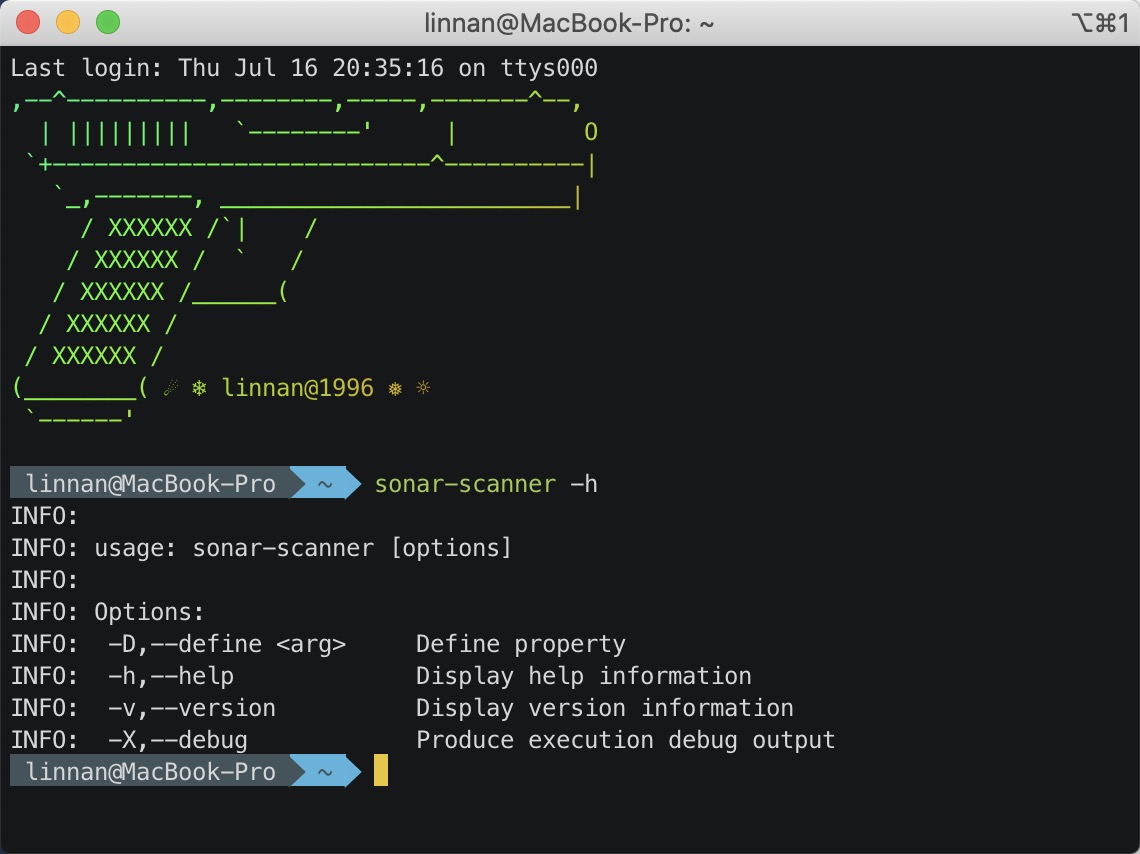 linnan@MacBook-Pro: ~ ⌥⌘1
Last login: Thu Jul 16 20:35:16 on ttys000
,--^----------,--------,-----,-------^--,
  | |||||||||   `--------'     |         O
 `+---------------------------^----------|
   `_,-------, _________________________|
     / XXXXXX /`|    /
    / XXXXXX /  `   /
   / XXXXXX /______(
  / XXXXXX /
 / XXXXXX /
(________( ☄ ❄ linnan@1996 ❅ ☼
 `------'
linnan@MacBook-Pro ~ sonar-scanner -h
INFO:
INFO: usage: sonar-scanner [options]
INFO:
INFO: Options:
INFO:  -D,--define <arg>     Define property
INFO:  -h,--help             Display help information
INFO:  -v,--version          Display version information
INFO:  -X,--debug            Produce execution debug output
linnan@MacBook-Pro ~